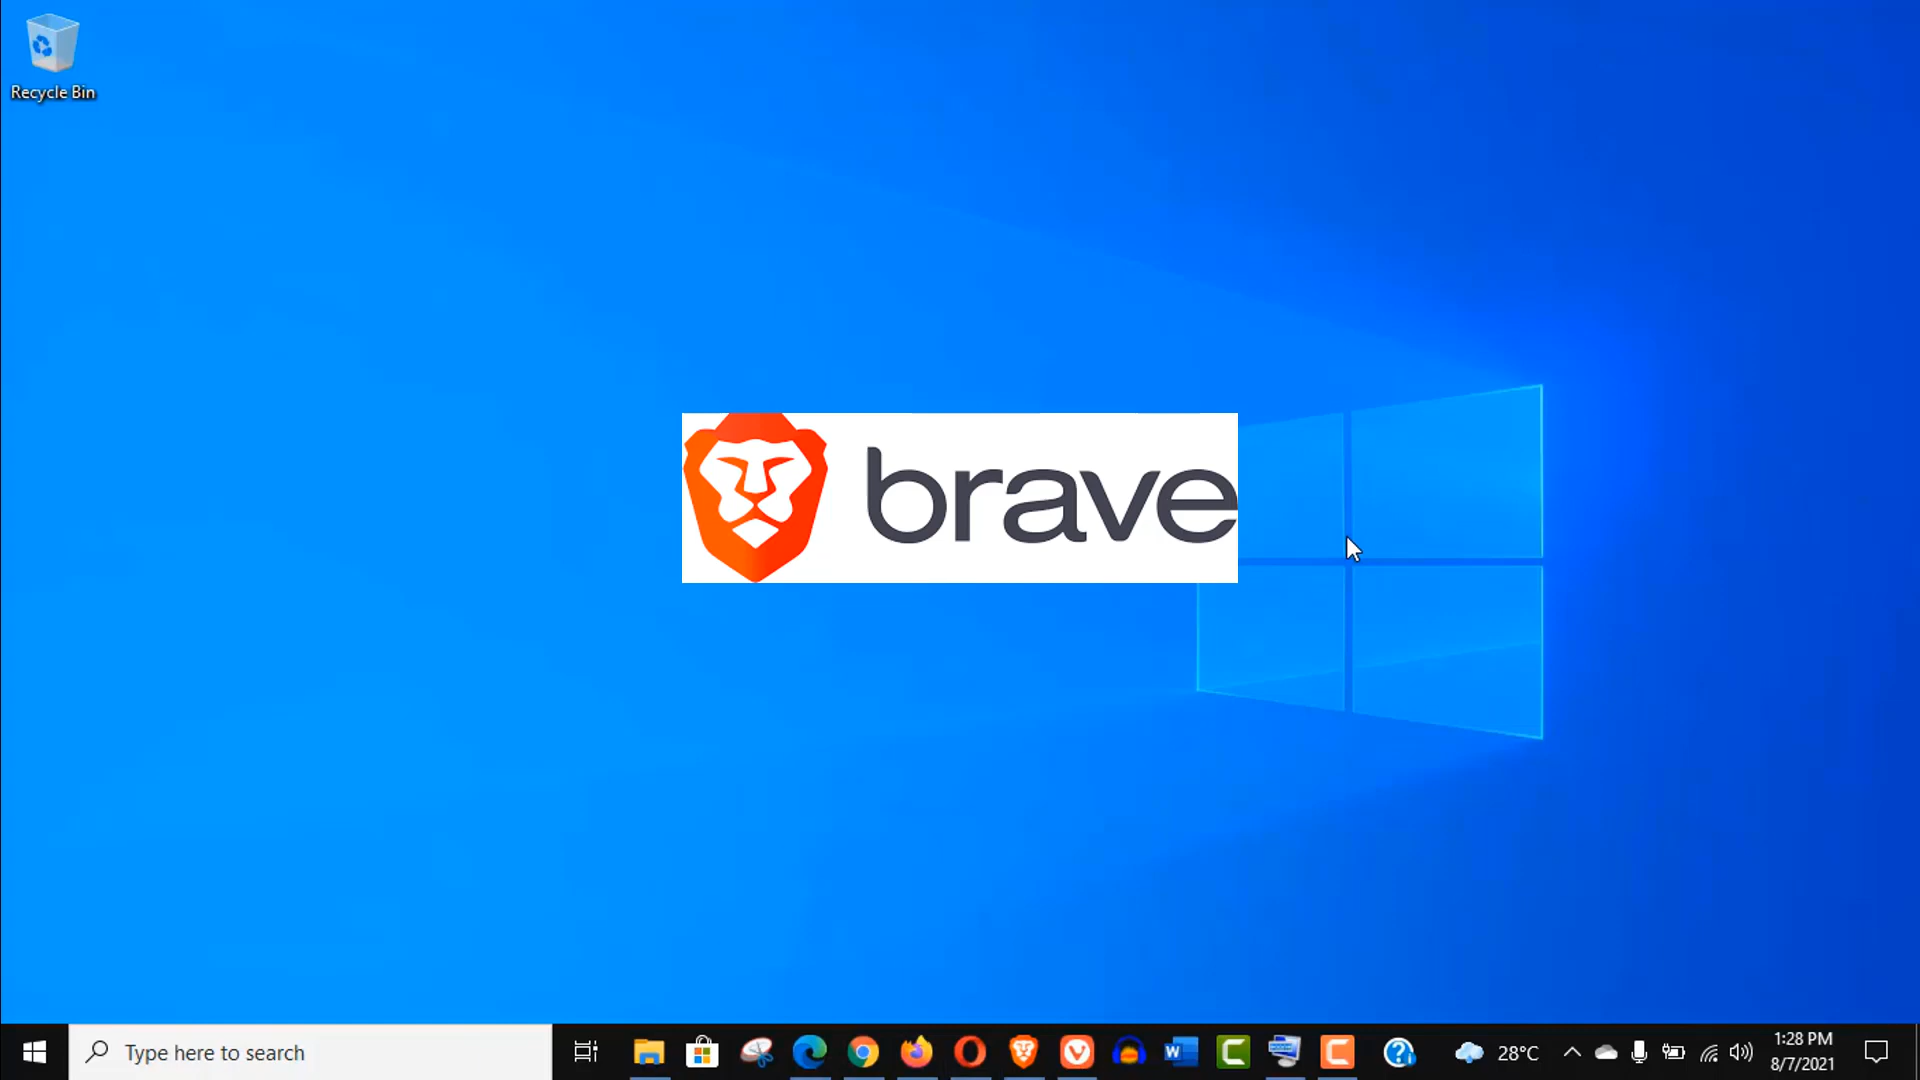 Recycle Bin
brave
Type here to search
28°C
1:28 PM
8/7/2021